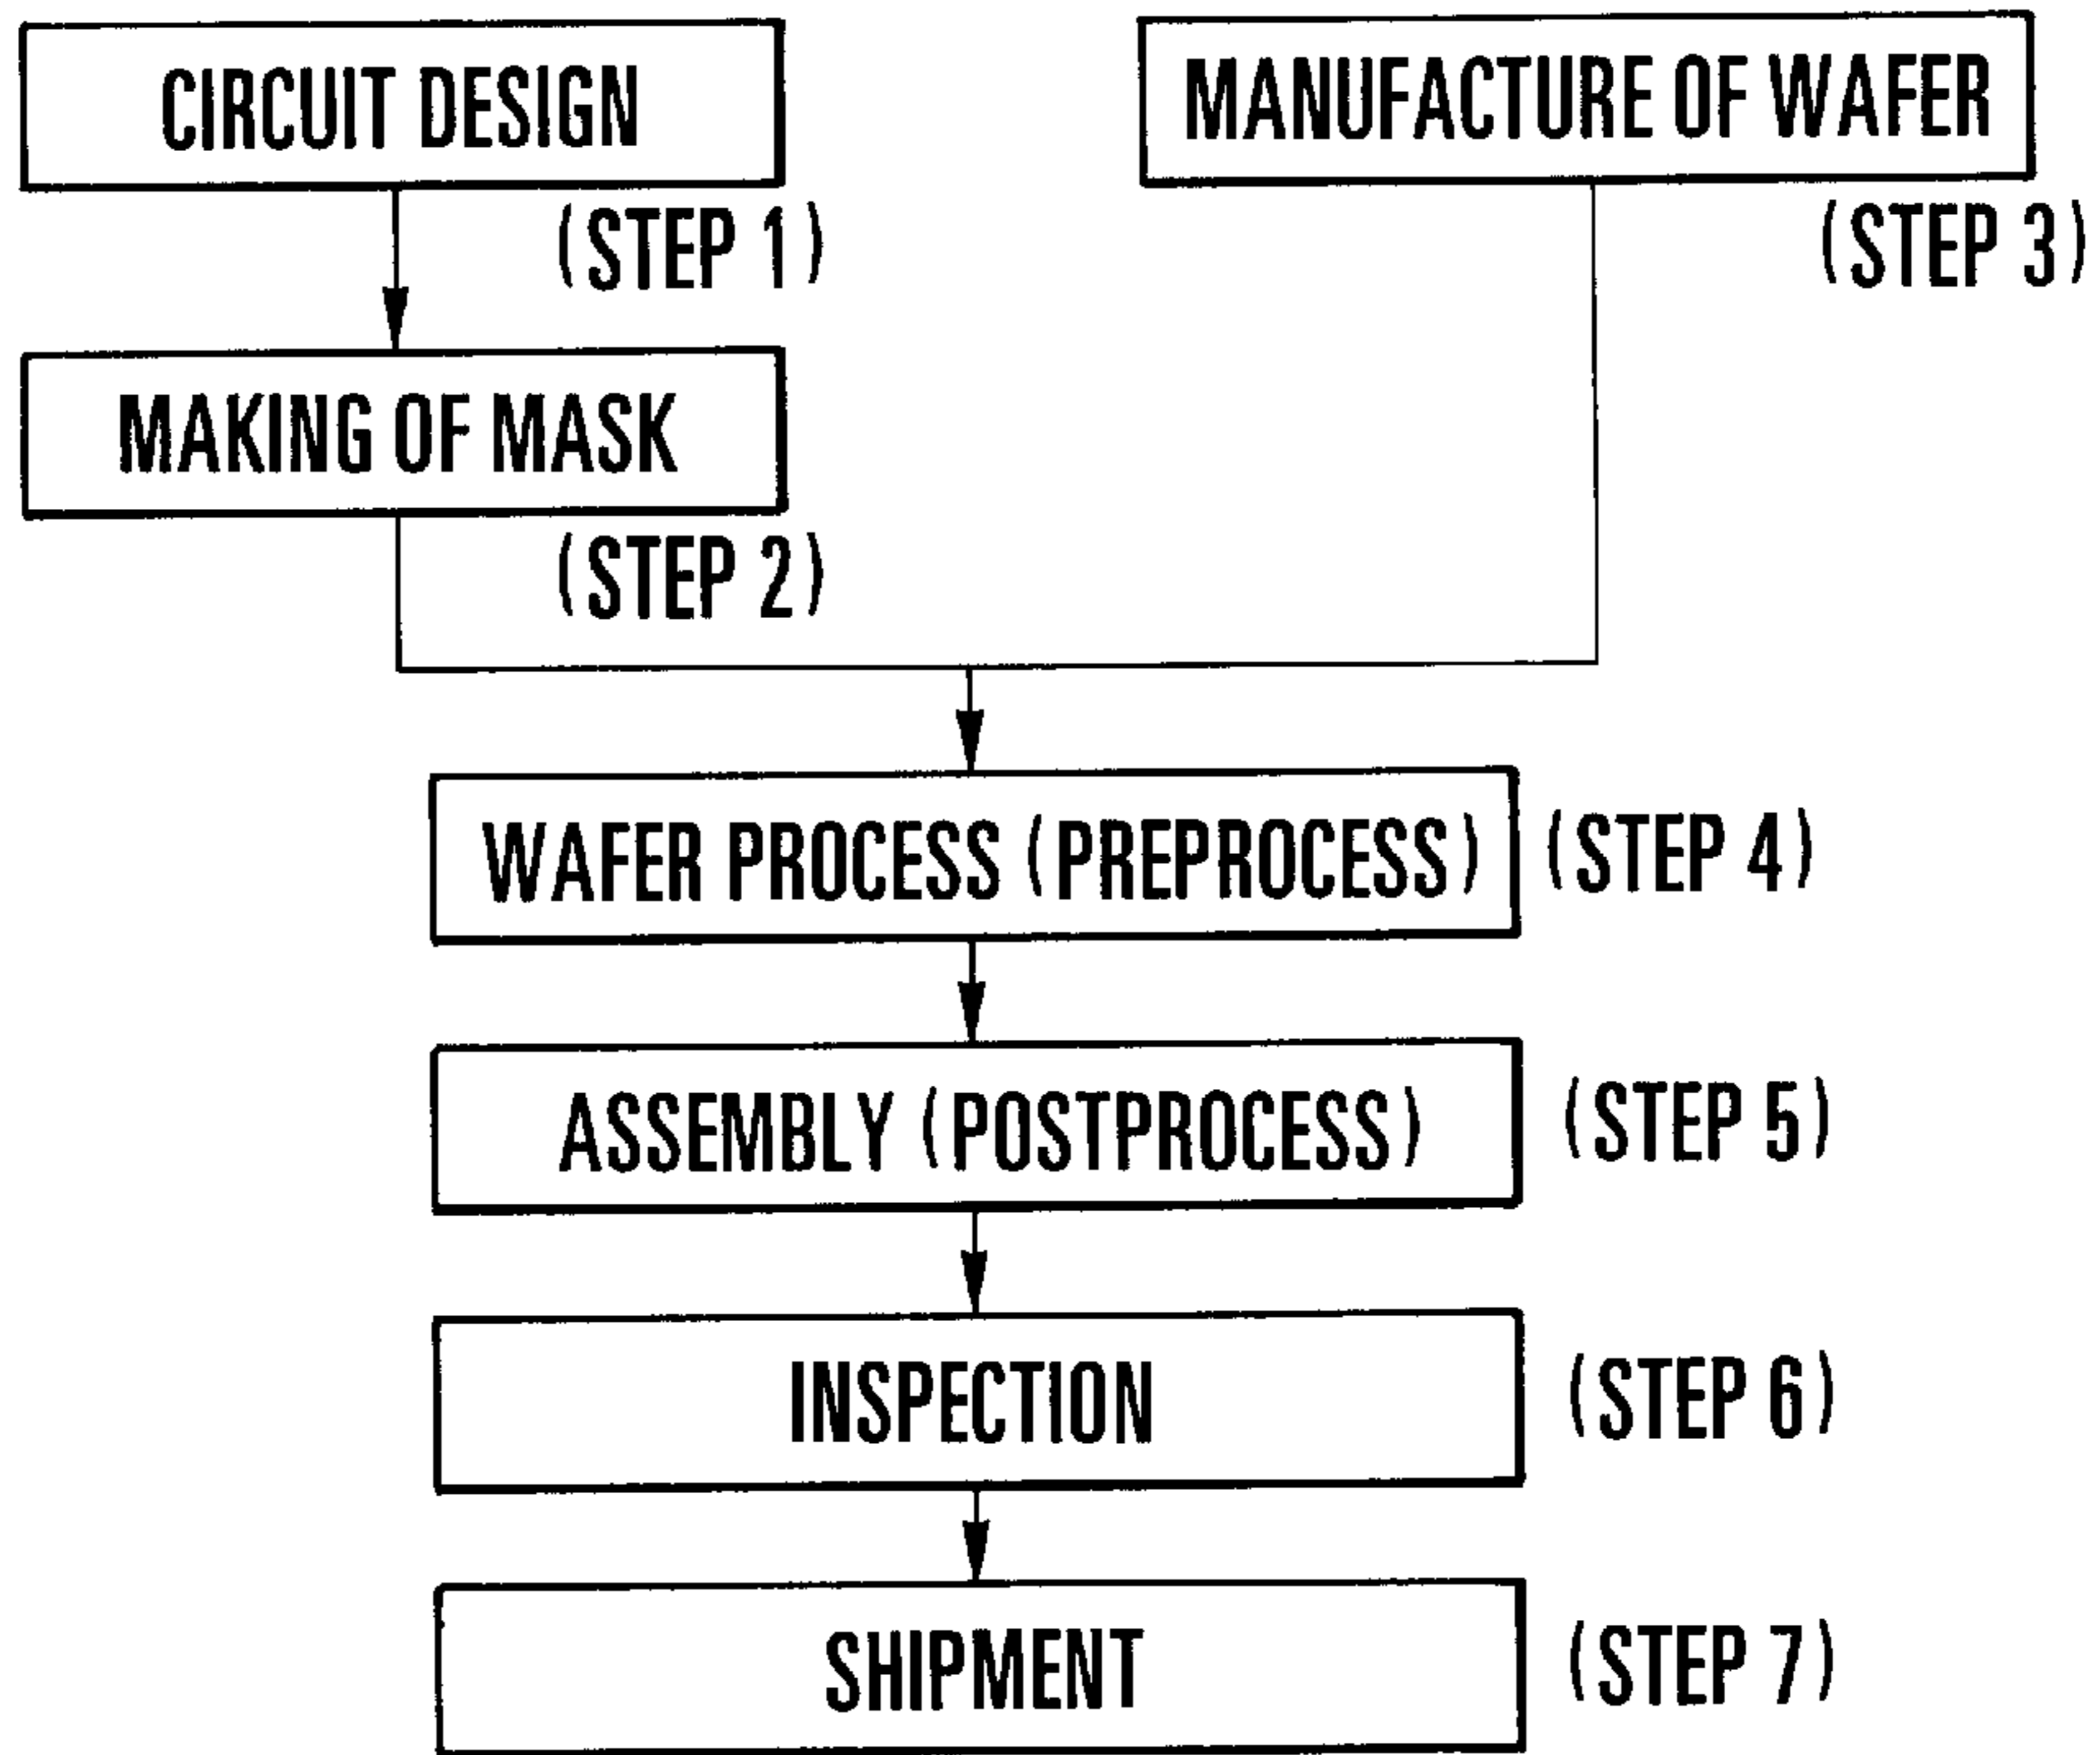 CIRCUIT DESIGN
(STEP 1)
MAKING OF MASK
(STEP 2)
MANUFACTURE OF WAFER
(STEP 3)
WAFER PROCESS (PREPROCESS) (STEP 4)
ASSEMBLY (POSTPROCESS) (STEP 5)
INSPECTION (STEP 6)
SHIPMENT (STEP 7)